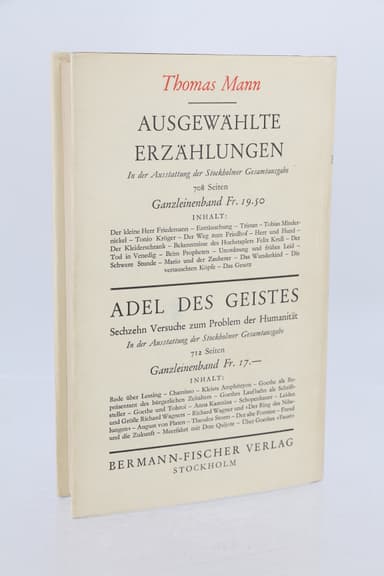 Thomas Mann
AUSGEWÄHLTE
ERZÄHLUNGEN
In der Ausstattung der Stockholmer Gesamtausgabe
708 Seiten
Ganzleinenband Fr. 19.50
INHALT:
Der kleine Herr Friedemann – Enttäuschung – Tristan – Tobias Minder-
nickel – Tonio Kröger – Der Weg zum Friedhof – Herr und Hund –
Der Kleiderschrank – Bekenntnisse des Hochstaplers Felix Krull – Der
Tod in Venedig – Beim Propheten – Unordnung und frühes Leid –
Schwere Stunde – Mario und der Zauberer – Das Wunderkind – Die
vertauschten Köpfe – Das Gesetz
ADEL DES GEISTES
Sechzehn Versuche zum Problem der Humanität
In der Ausstattung der Stockholmer Gesamtausgabe
712 Seiten
Ganzleinenband Fr. 17.—
INHALT:
Rede über Lessing – Chamisso – Kleists Amphitryon – Goethe als Re-
präsentant des bürgerlichen Zeitalters – Goethes Laufbahn als Schrift-
steller – Goethe und Tolstoi – Anna Karenina – Schopenhauer – Leiden
und Größe Richard Wagners – Richard Wagner und «Der Ring des Nibe-
lungen» – August von Platen – Theodor Storm – Der alte Fontane – Freud
und die Zukunft – Meerfahrt mit Don Quijote – Über Goethes «Faust»
BERMANN-FISCHER VERLAG
STOCKHOLM